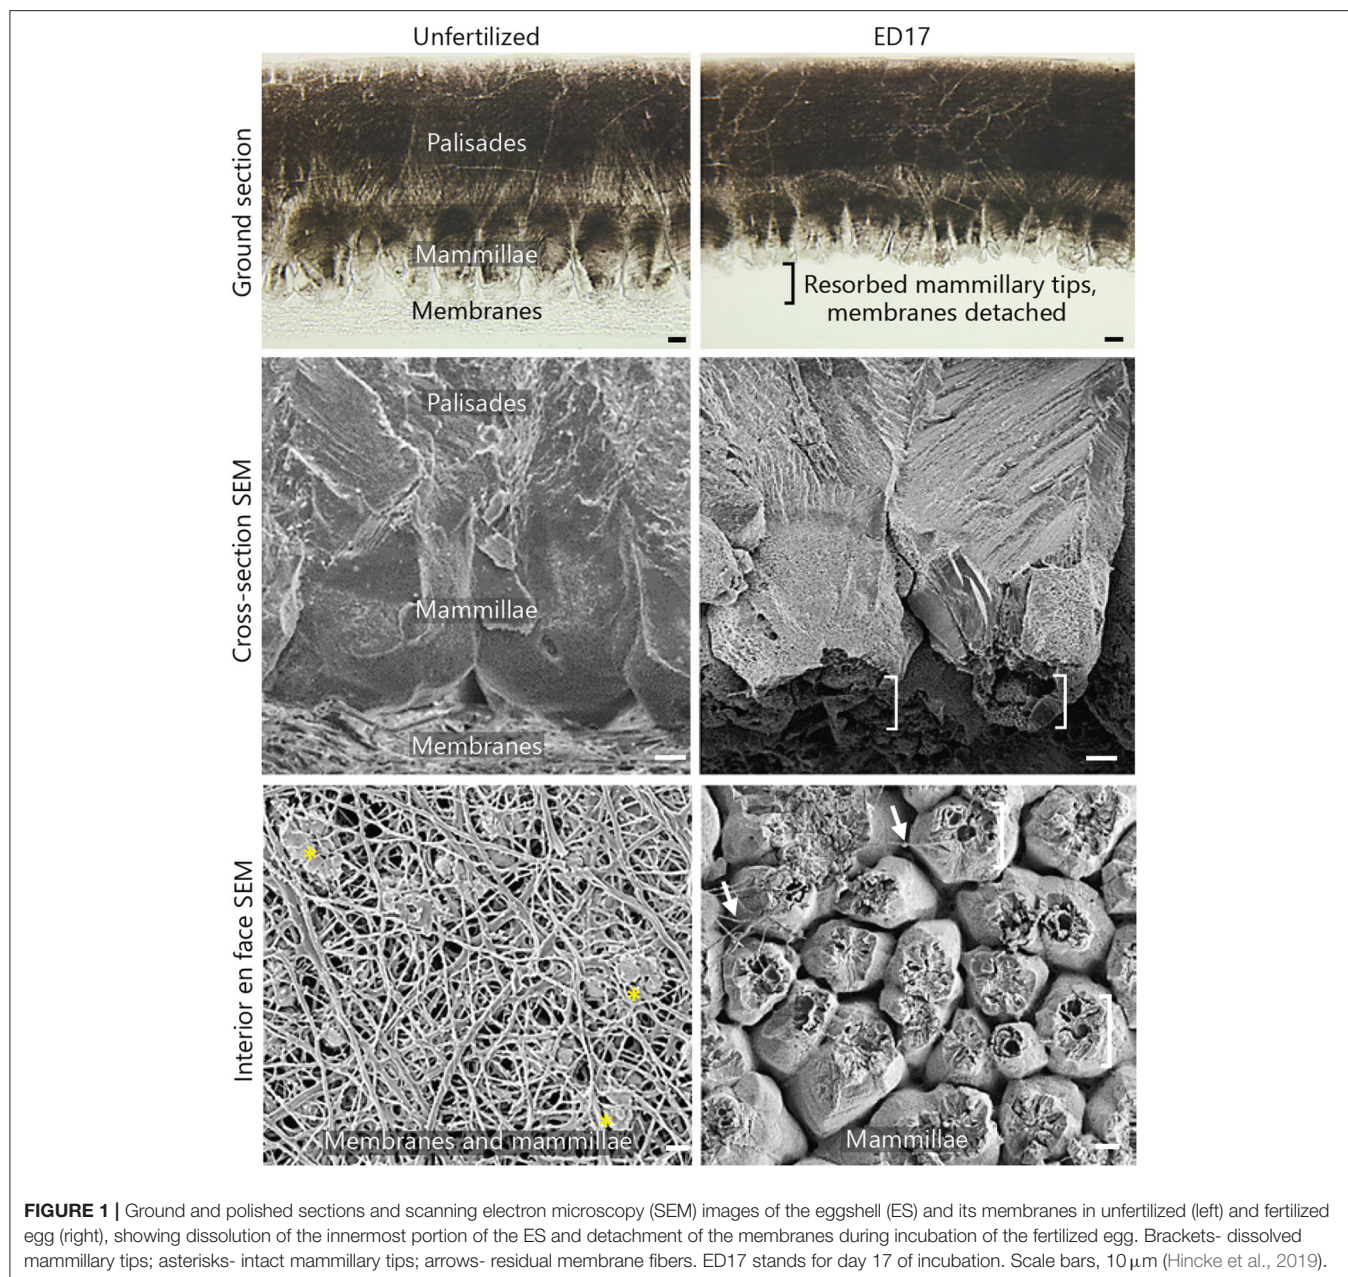 Unfertilized
ED17
Ground section
Palisades
Mammillae
Membranes
Resorbed mammillary tips,
membranes detached
Cross-section SEM
Palisades
Mammillae
Membranes
Interior en face SEM
*
*
*
Membranes and mammillae
Mammillae
FIGURE 1 | Ground and polished sections and scanning electron microscopy (SEM) images of the eggshell (ES) and its membranes in unfertilized (left) and fertilized
egg (right), showing dissolution of the innermost portion of the ES and detachment of the membranes during incubation of the fertilized egg. Brackets- dissolved
mammillary tips; asterisks- intact mammillary tips; arrows- residual membrane fibers. ED17 stands for day 17 of incubation. Scale bars, 10 μm (Hincke et al., 2019).